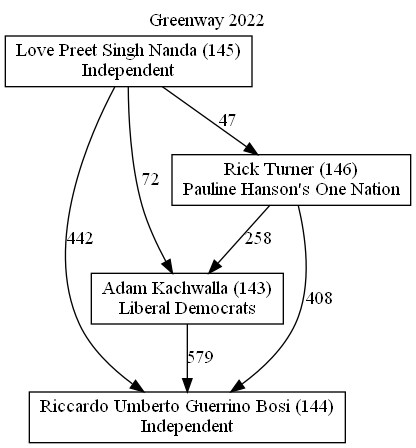 Greenway 2022
Love Preet Singh Nanda (145)
Independent
47
Rick Turner (146)
Pauline Hanson's One Nation
72
442
258
408
Adam Kachwalla (143)
Liberal Democrats
579
Riccardo Umberto Guerrino Bosi (144)
Independent